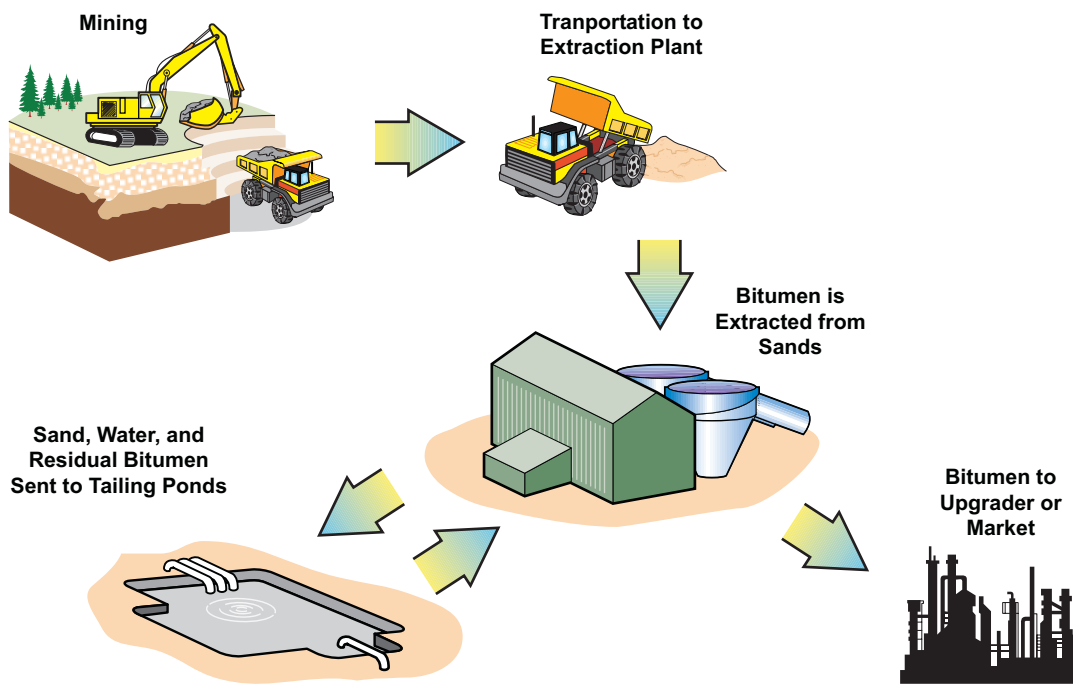 Mining
Tranportation to
Extraction Plant
Bitumen is
Extracted from
Sands
Sand, Water, and
Residual Bitumen
Sent to Tailing Ponds
Bitumen to
Upgrader or
Market